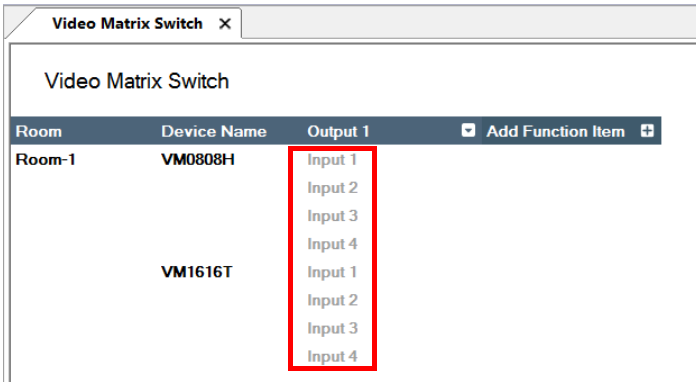 Video Matrix Switch X
Video Matrix Switch
Room Device Name Output 1 Add Function Item
Room-1 VM0808H Input 1
Input 2
Input 3
Input 4
VM1616T Input 1
Input 2
Input 3
Input 4